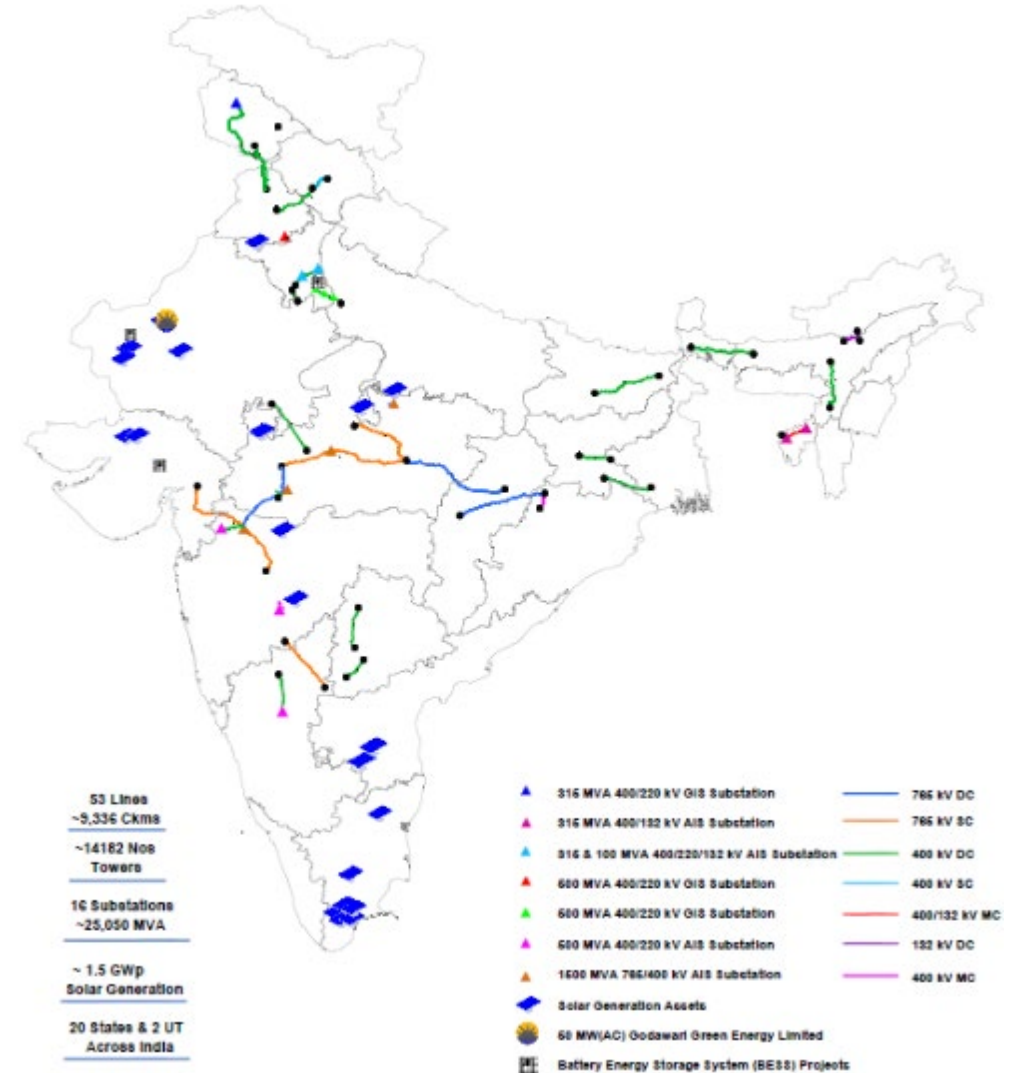 53 Lines
~9,336 Ckms
~14182 Nos
Towers
16 Substations
~25,050 MVA
~ 1.5 GWp
Solar Generation
20 States & 2 UT
Across India
315 MVA 400/220 kV GIS Substation
315 MVA 400/132 kV AIS Substation
315 & 100 MVA 400/220/132 kV AIS Substation
500 MVA 400/220 kV GIS Substation
500 MVA 400/220 kV GIS Substation
500 MVA 400/220 kV AIS Substation
1500 MVA 765/400 kV AIS Substation
Solar Generation Assets
50 MW(AC) Godawari Green Energy Limited
Battery Energy Storage System (BESS) Projects
765 kV DC
765 kV SC
400 kV DC
400 kV SC
400/132 kV MC
132 kV DC
400 kV MC